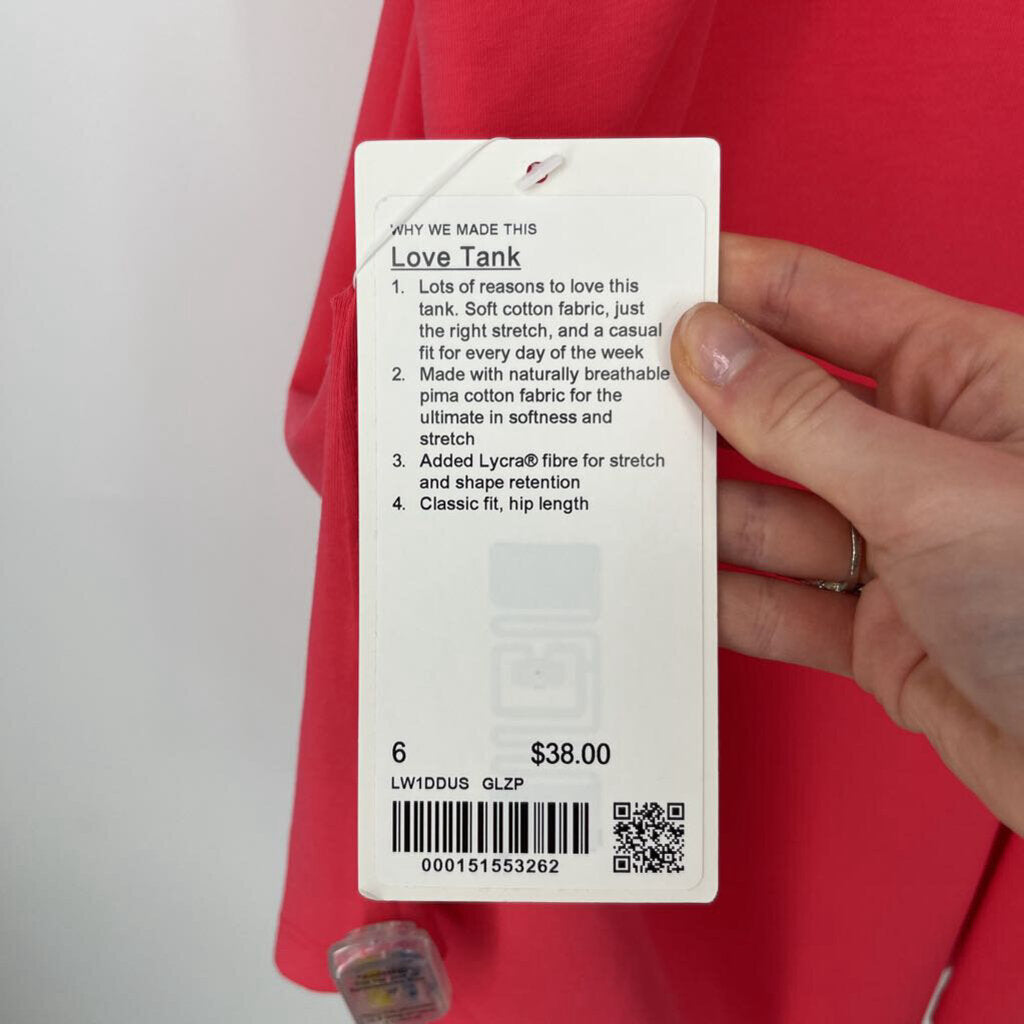 WHY WE MADE THIS
Love Tank
1. Lots of reasons to love this
tank. Soft cotton fabric, just
the right stretch, and a casual
fit for every day of the week
2. Made with naturally breathable
pima cotton fabric for the
ultimate in softness and
stretch
3. Added Lycra® fibre for stretch
and shape retention
4. Classic fit, hip length
6 $38.00
LW1DDUS GLZP
000151553262